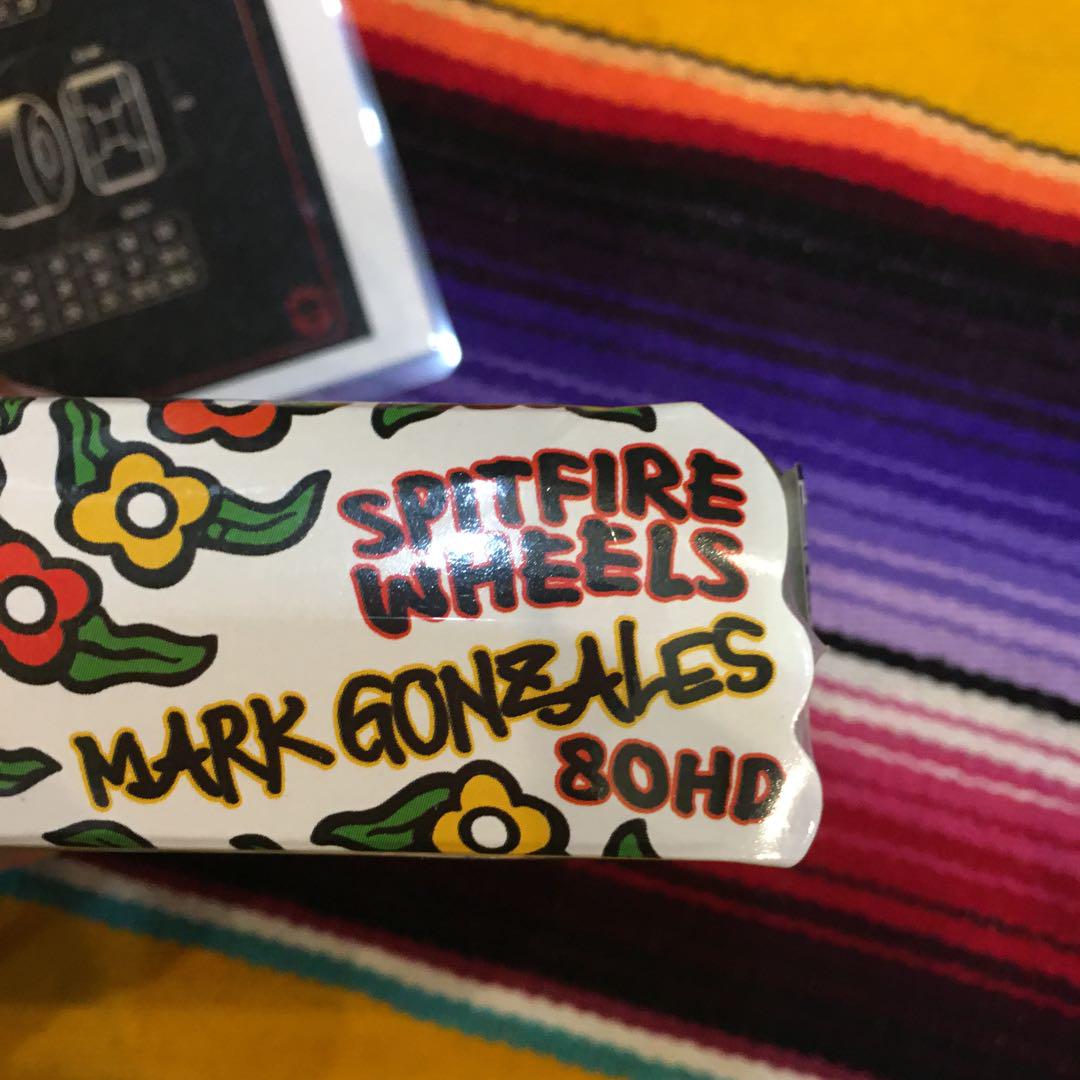 SPITFIRE
WHEELS
MARK GONZALES
80HD